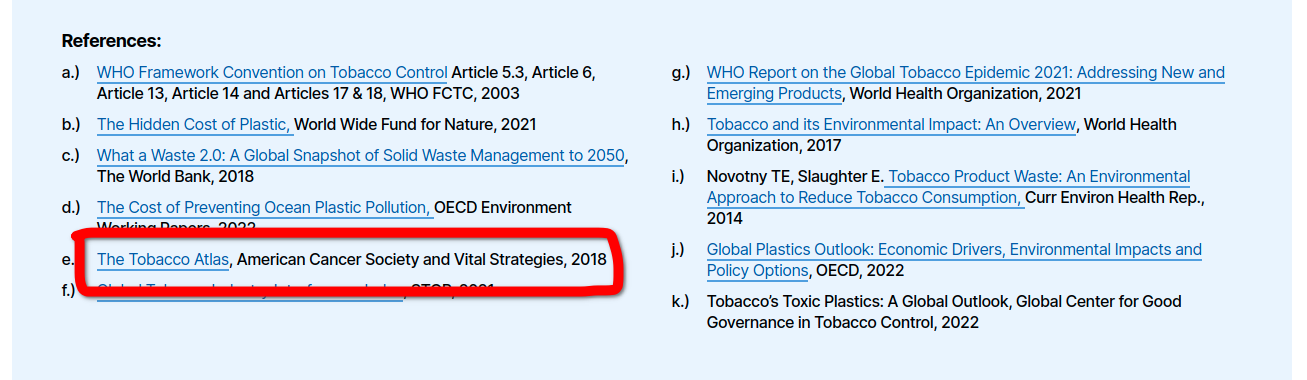 References:
a.) WHO Framework Convention on Tobacco Control Article 5.3, Article 6,
Article 13, Article 14 and Articles 17 & 18, WHO FCTC, 2003
b.) The Hidden Cost of Plastic, World Wide Fund for Nature, 2021
c.) What a Waste 2.0: A Global Snapshot of Solid Waste Management to 2050,
The World Bank, 2018
d.) The Cost of Preventing Ocean Plastic Pollution, OECD Environment
Working Papers, 2022
e. The Tobacco Atlas, American Cancer Society and Vital Strategies, 2018
f.) Global Tobacco Industry Interference Index, STOP, 2021
g.) WHO Report on the Global Tobacco Epidemic 2021: Addressing New and
Emerging Products, World Health Organization, 2021
h.) Tobacco and its Environmental Impact: An Overview, World Health
Organization, 2017
i.) Novotny TE, Slaughter E. Tobacco Product Waste: An Environmental
Approach to Reduce Tobacco Consumption, Curr Environ Health Rep.,
2014
j.) Global Plastics Outlook: Economic Drivers, Environmental Impacts and
Policy Options, OECD, 2022
k.) Tobacco's Toxic Plastics: A Global Outlook, Global Center for Good
Governance in Tobacco Control, 2022